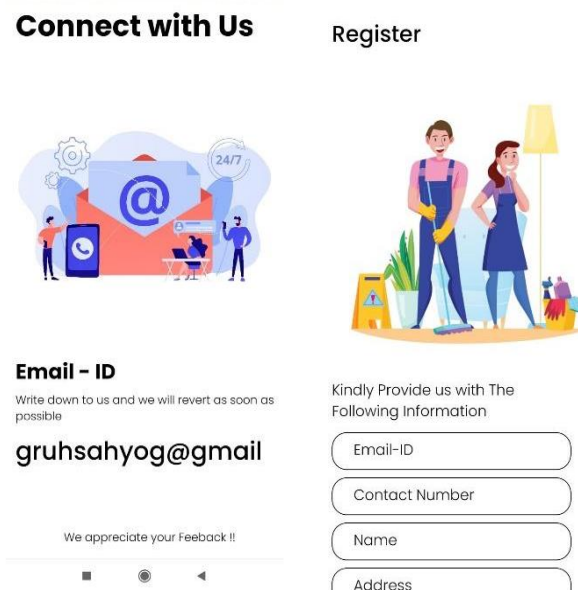 Connect with Us
24/7
@
Email - ID
Write down to us and we will revert as soon as
possible
gruhsahyog@gmail
We appreciate your Feeback !!
Register
Kindly Provide us with The
Following Information
Email-ID
Contact Number
Name
Address